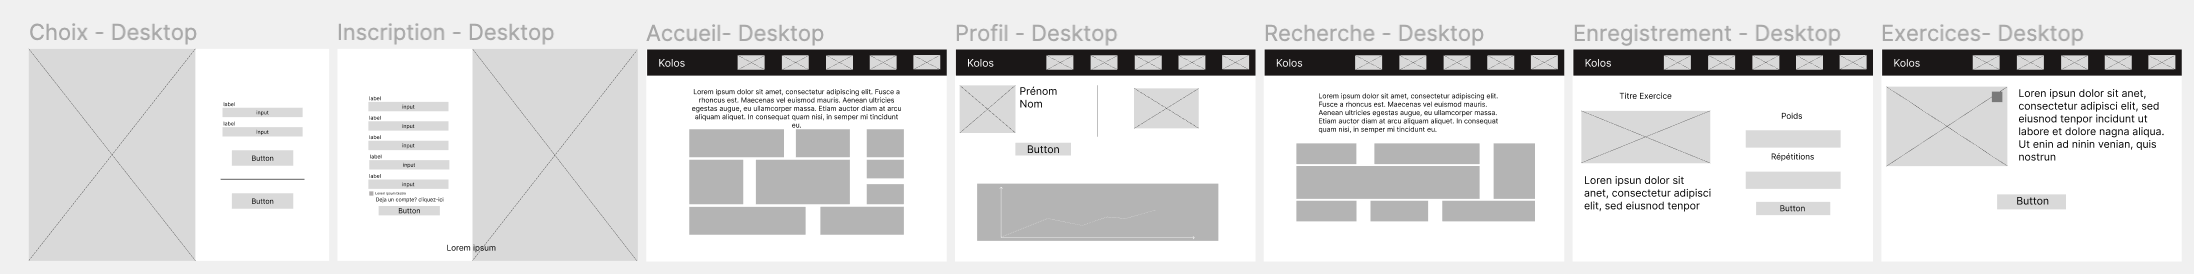 Choix - Desktop
label
input
label
input
Button
Button
Inscription - Desktop
label
input
label
input
label
input
label
input
label
input
Lorem ipsum
Deja un compte? cliquez-ici
Button
Lorem ipsum
Accueil- Desktop
Kolos
Lorem ipsum dolor sit amet, consectetur adipiscing elit. Fusce a
rhoncus est. Maecenas vel euismod mauris. Aenean ultricies
egestas augue, eu ullamcorper massa. Etiam auctor diam at arcu
aliquam aliquet. In consequat quam nisi, in semper mi tincidunt
eu.
Profil - Desktop
Kolos
Prénom
Nom
Button
Recherche - Desktop
Kolos
Lorem ipsum dolor sit amet, consectetur adipiscing elit.
Fusce a rhoncus est. Maecenas vel euismod mauris.
Aenean ultricies egestas augue, eu ullamcorper massa.
Etiam auctor diam at arcu aliquam aliquet. In consequat
quam nisi, in semper mi tincidunt eu.
Enregistrement - Desktop
Kolos
Titre Exercice
Loren ipsun dolor sit
anet, consectetur adipisci
elit, sed eiusnod tenpor
Poids
Répétitions
Button
Exercices- Desktop
Kolos
Loren ipsun dolor sit anet,
consectetur adipisci elit, sed
eiusnod tenpor incidunt ut
labore et dolore nagna aliqua.
Ut enin ad ninin venian, quis
nostrun
Button